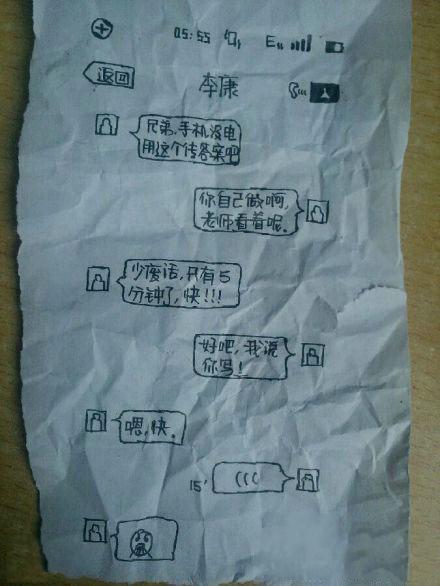 05:55 E
返回
李康
兄弟,手机没电
用这个传答案吧
你自己做啊,
老师看着呢.
少废话,只有5
分钟了,快!!!
好吧,我说
你写!
嗯,快.
15'